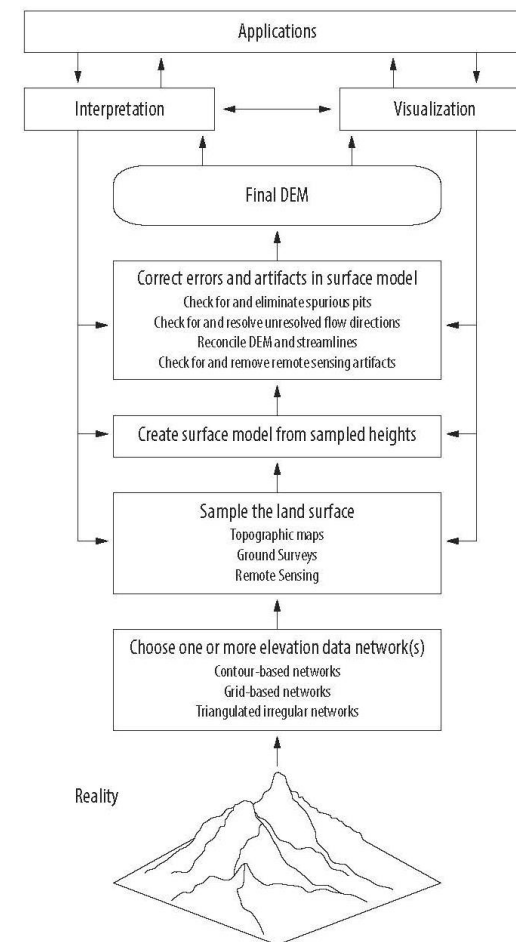 Applications
Interpretation
Visualization
Final DEM
Correct errors and artifacts in surface model
Check for and eliminate spurious pits
Check for and resolve unresolved flow directions
Reconcile DEM and streamlines
Check for and remove remote sensing artifacts
Create surface model from sampled heights
Sample the land surface
Topographic maps
Ground Surveys
Remote Sensing
Choose one or more elevation data network(s)
Contour-based networks
Grid-based networks
Triangulated irregular networks
Reality